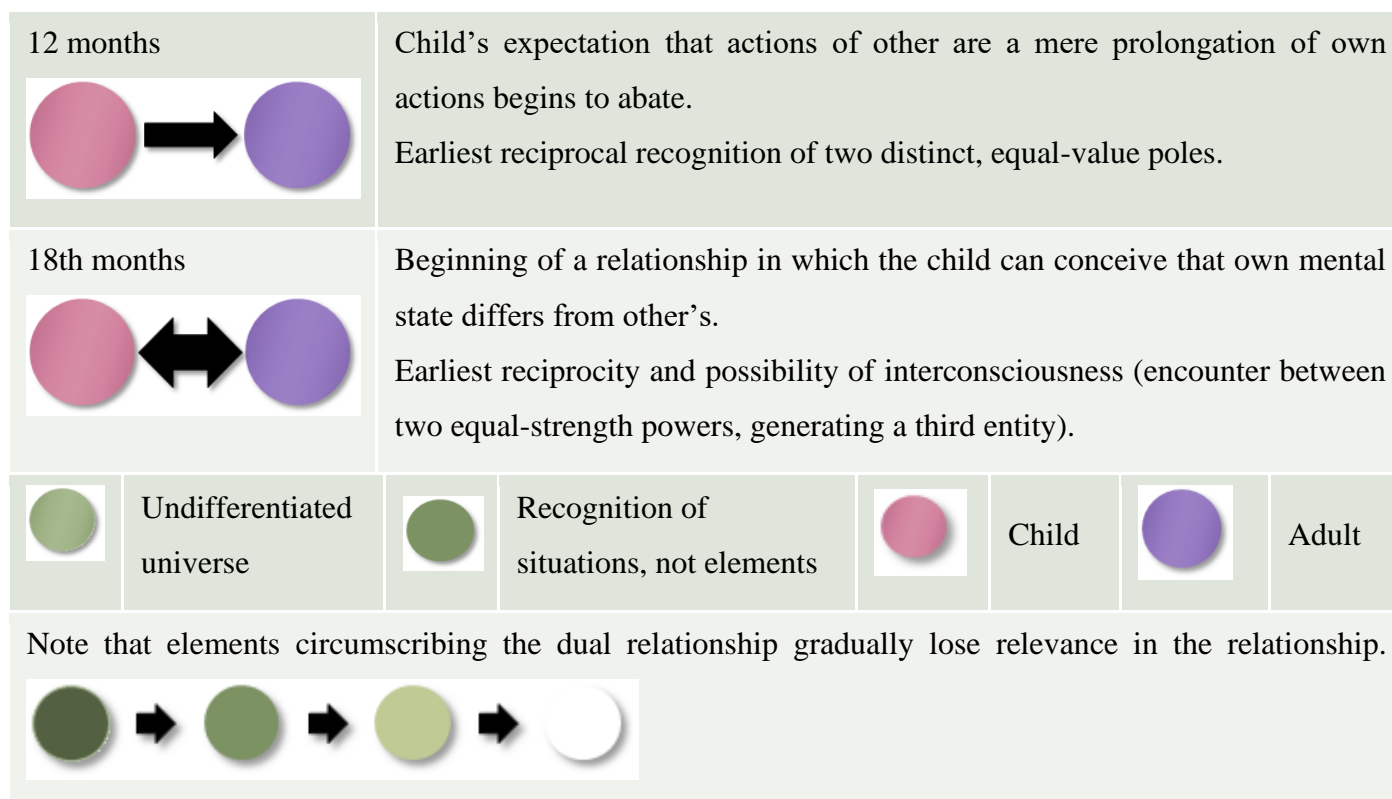 12 months
Child’s expectation that actions of other are a mere prolongation of own
actions begins to abate.
Earliest reciprocal recognition of two distinct, equal-value poles.
18th months
Beginning of a relationship in which the child can conceive that own mental
state differs from other’s.
Earliest reciprocity and possibility of interconsciousness (encounter between
two equal-strength powers, generating a third entity).
Undifferentiated
universe
Recognition of
situations, not elements
Child
Adult
Note that elements circumscribing the dual relationship gradually lose relevance in the relationship.